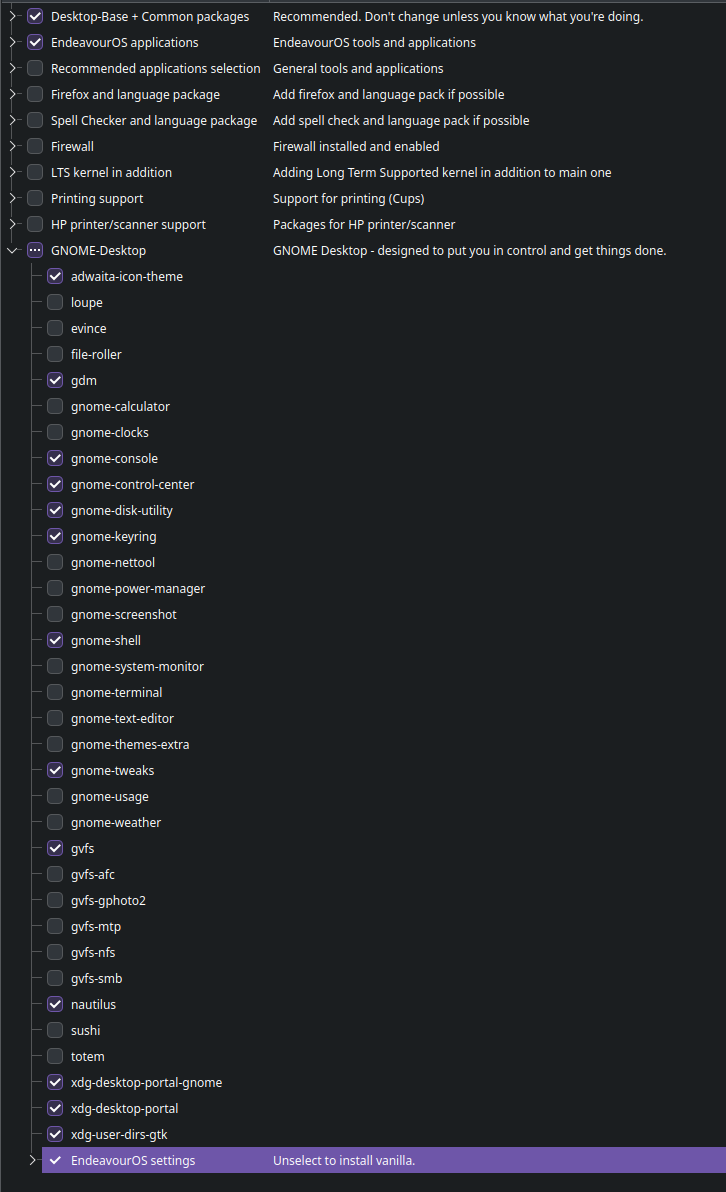 Desktop-Base + Common packages Recommended. Don't change unless you know what you're doing.
EndeavourOS applications EndeavourOS tools and applications
Recommended applications selection General tools and applications
Firefox and language package Add firefox and language pack if possible
Spell Checker and language package Add spell check and language pack if possible
Firewall Firewall installed and enabled
LTS kernel in addition Adding Long Term Supported kernel in addition to main one
Printing support Support for printing (Cups)
HP printer/scanner support Packages for HP printer/scanner
GNOME-Desktop GNOME Desktop - designed to put you in control and get things done.
adwaita-icon-theme
loupe
evince
file-roller
gdm
gnome-calculator
gnome-clocks
gnome-console
gnome-control-center
gnome-disk-utility
gnome-keyring
gnome-nettool
gnome-power-manager
gnome-screenshot
gnome-shell
gnome-system-monitor
gnome-terminal
gnome-text-editor
gnome-themes-extra
gnome-tweaks
gnome-usage
gnome-weather
gvfs
gvfs-afc
gvfs-gphoto2
gvfs-mtp
gvfs-nfs
gvfs-smb
nautilus
sushi
totem
xdg-desktop-portal-gnome
xdg-desktop-portal
xdg-user-dirs-gtk
EndeavourOS settings Unselect to install vanilla.